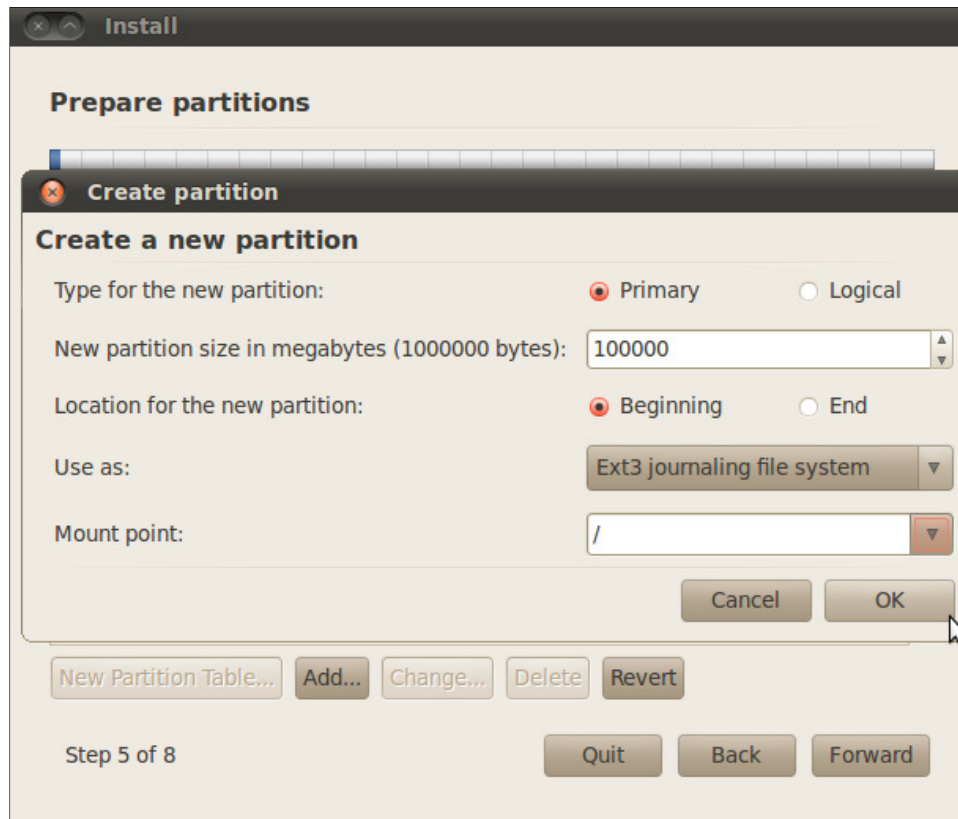 Install
Prepare partitions
Create partition
Create a new partition
Type for the new partition: Primary Logical
New partition size in megabytes (1000000 bytes): 100000
Location for the new partition: Beginning End
Use as: Ext3 journaling file system
Mount point: /
Cancel OK
New Partition Table... Add... Change... Delete Revert
Step 5 of 8 Quit Back Forward